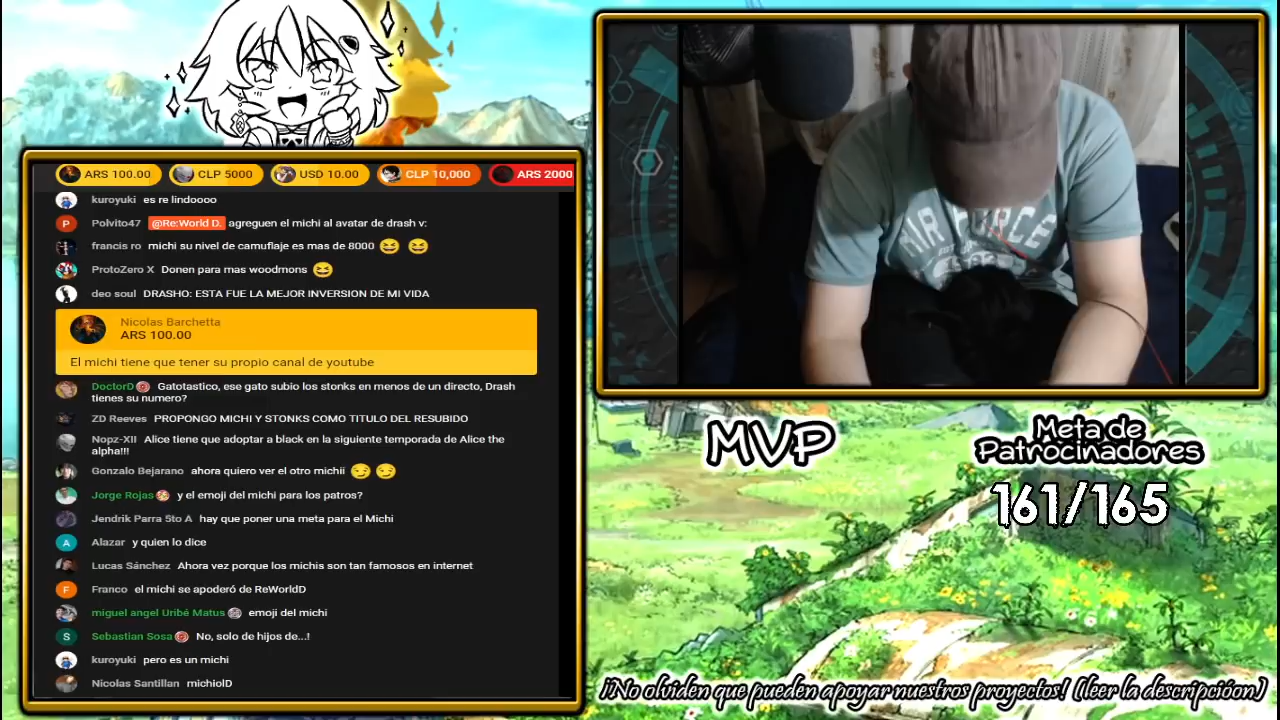 ARS 100.00
CLP 5000
USD 10.00
CLP 10,000
ARS 2000
kuroyuki es re lindoooo
Polvito47 @Re:World D. agreguen el michi al avatar de drash v:
francis ro michi su nivel de camuflaje es mas de 8000
ProtoZero X Donen para mas woodmons
deo soul DRASHO: ESTA FUE LA MEJOR INVERSION DE MI VIDA
Nicolas Barchetta
ARS 100.00
El michi tiene que tener su propio canal de youtube
DoctorD Gatotastico, ese gato subio los stonks en menos de un directo, Drash
tienes su numero?
ZD Reeves PROPONGO MICHI Y STONKS COMO TITULO DEL RESUBIDO
Nopz-XII Alice tiene que adoptar a black en la siguiente temporada de Alice the
alpha!!!
Gonzalo Bejarano ahora quiero ver el otro michii
Jorge Rojas y el emoji del michi para los patros?
Jendrik Parra 5to A hay que poner una meta para el Michi
A Alazar y quien lo dice
Lucas Sánchez Ahora vez porque los michis son tan famosos en internet
F Franco el michi se apoderó de ReWorldD
miguel angel Uribé Matus emoji del michi
S Sebastian Sosa No, solo de hijos de...!
kuroyuki pero es un michi
Nicolas Santillan michiolD
AIR FORCE
MVP
Meta de
Patrocinadores
161/165
¡No olviden que pueden apoyar nuestros proyectos! (leer la descripcióon)